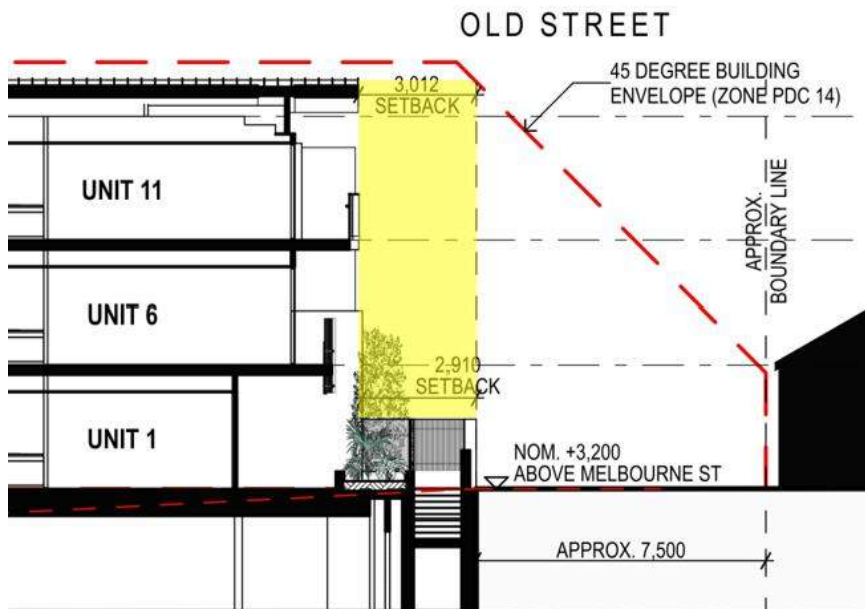 OLD STREET
3,012
SETBACK
45 DEGREE BUILDING
ENVELOPE (ZONE PDC 14)
UNIT 11
APPROX.
BOUNDARY LINE
UNIT 6
2,910
SETBACK
UNIT 1
NOM. +3,200
ABOVE MELBOURNE ST
APPROX. 7,500